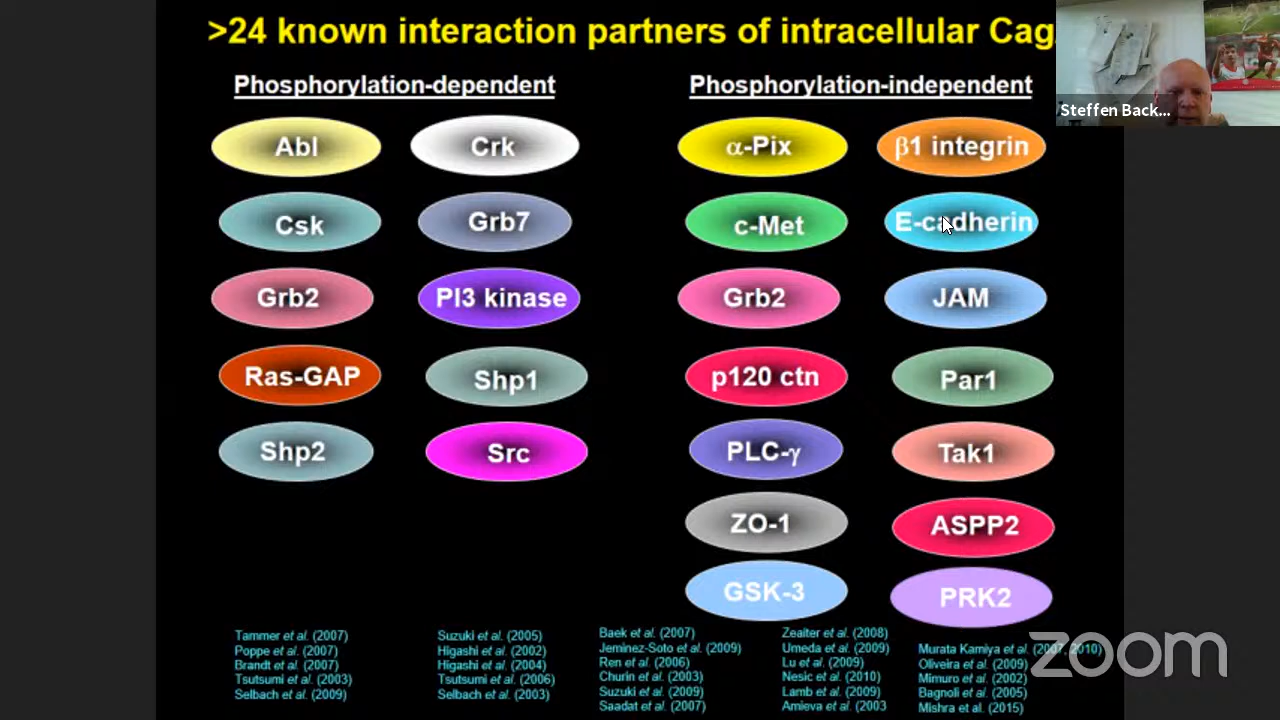 >24 known interaction partners of intracellular Cag
Steffen Back...
Phosphorylation-dependent
Phosphorylation-independent
Abl
Crk
α-Pix
β1 integrin
Csk
Grb7
c-Met
E-cadherin
Grb2
PI3 kinase
Grb2
JAM
Ras-GAP
Shp1
p120 ctn
Par1
Shp2
Src
PLC-γ
Tak1
ZO-1
ASPP2
GSK-3
PRK2
Tammer et al. (2007)
Poppe et al. (2007)
Brandt et al. (2007)
Tsutsumi et al. (2003)
Selbach et al. (2009)
Suzuki et al. (2005)
Higashi et al. (2002)
Higashi et al. (2004)
Tsutsumi et al. (2006)
Selbach et al. (2003)
Baek et al. (2007)
Jeminez-Soto et al. (2009)
Ren et al. (2006)
Churin et al. (2003)
Suzuki et al. (2009)
Saadat et al. (2007)
Zeaiter et al. (2008)
Umeda et al. (2009)
Lu et al. (2009)
Nesic et al. (2010)
Lamb et al. (2009)
Amieva et al. (2003
Murata Kamiya et al. (2007, 2010)
Oliveira et al. (2009)
Mimuro et al. (2002)
Bagnoli et al. (2005)
Mishra et al. (2015)
zoom